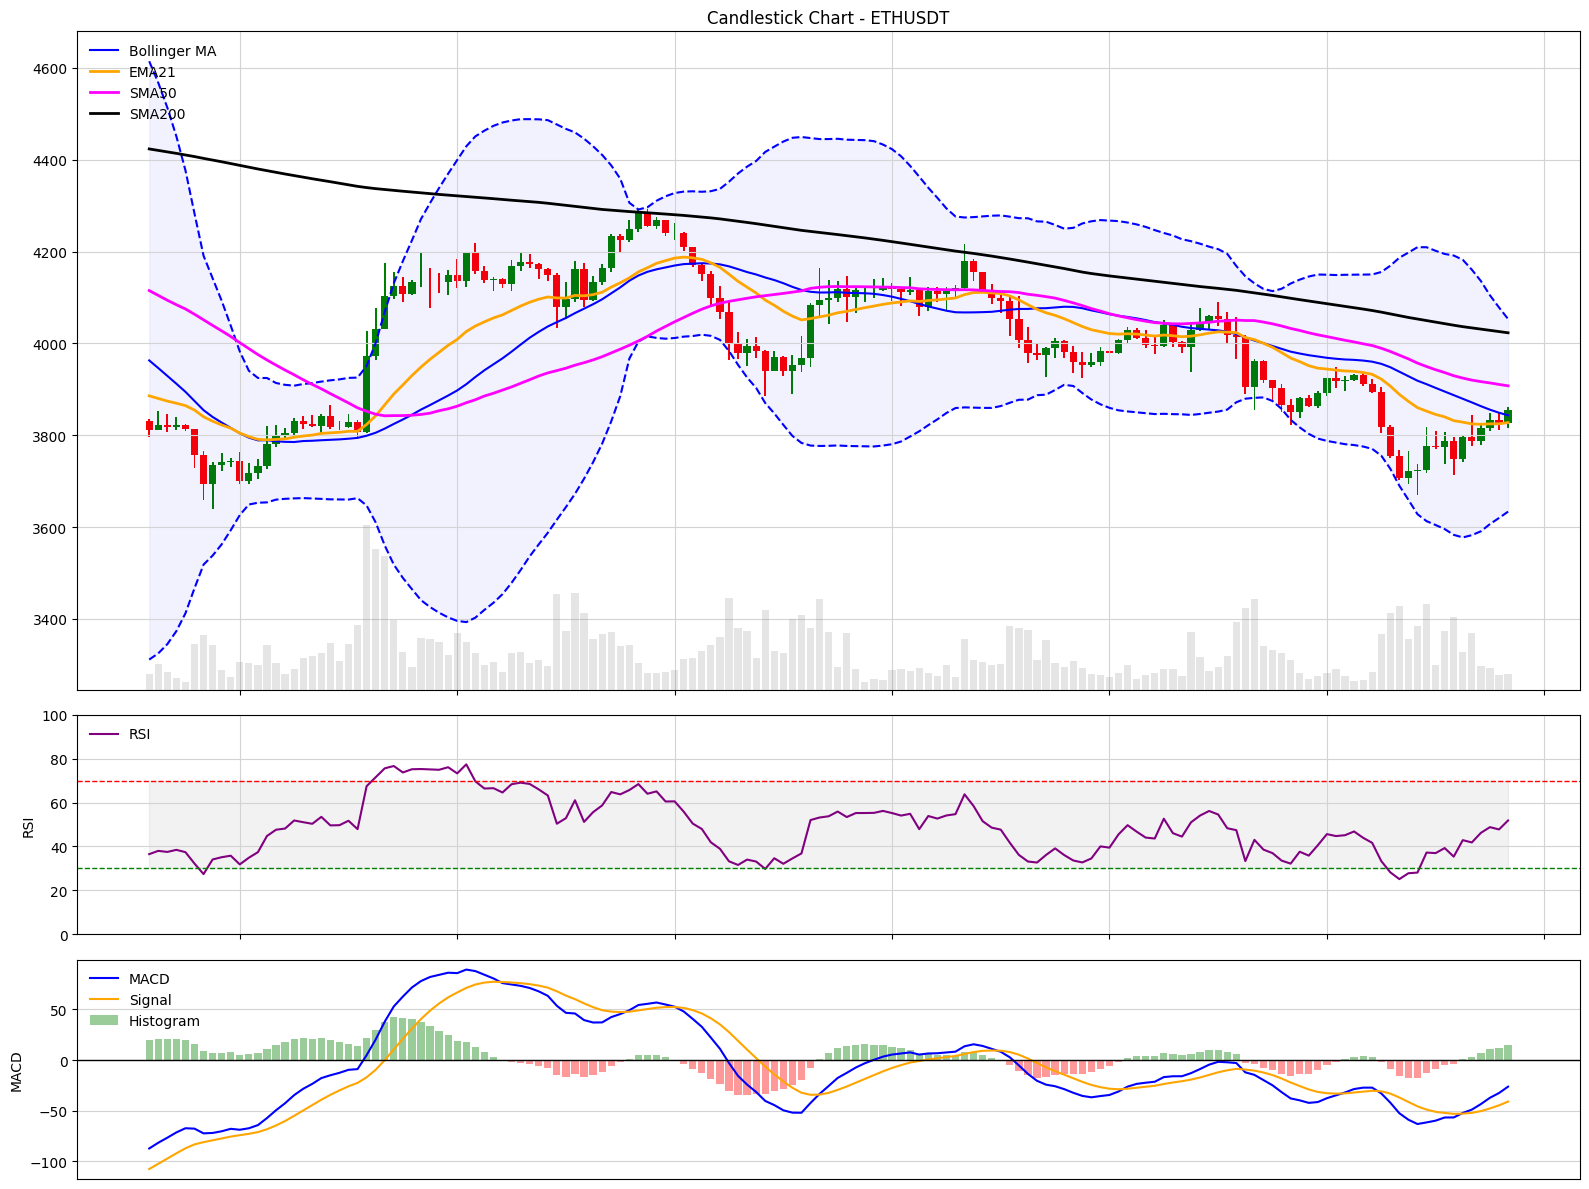 Candlestick Chart - ETHUSDT
Bollinger MA
EMA21
SMA50
SMA200
4600
4400
4200
4000
3800
3600
3400
RSI
100
80
60
40
20
0
RSI
MACD
Signal
Histogram
50
0
−50
−100
MACD